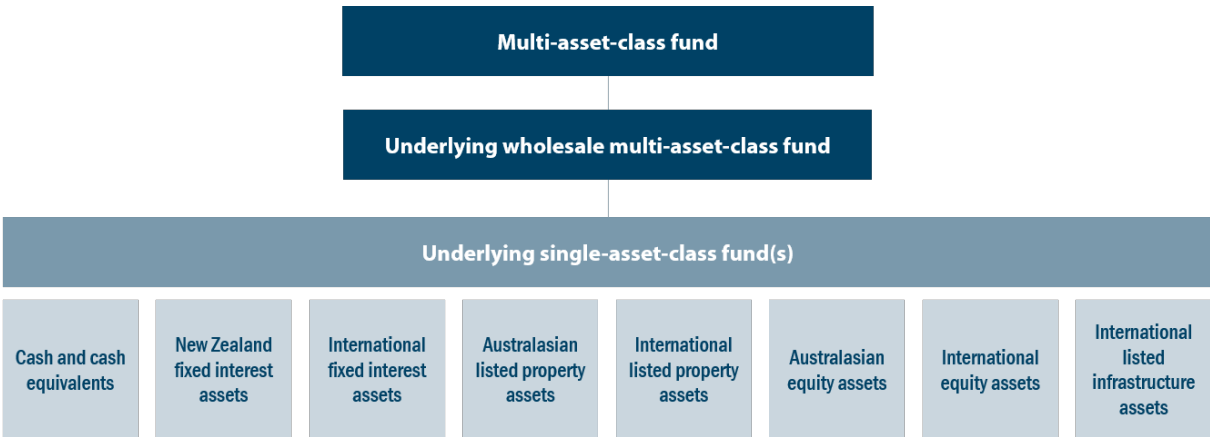 Multi-asset-class fund
Underlying wholesale multi-asset-class fund
Underlying single-asset-class fund(s)
Cash and cash
equivalents
New Zealand
fixed interest
assets
International
fixed interest
assets
Australasian
listed property
assets
International
listed property
assets
Australasian
equity assets
International
equity assets
International
listed
infrastructure
assets